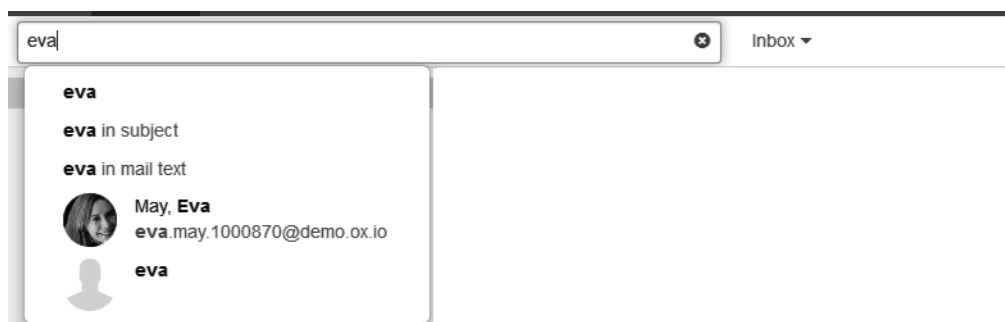 eva
Inbox
eva
eva in subject
eva in mail text
May, Eva
eva.may.1000870@demo.ox.io
eva